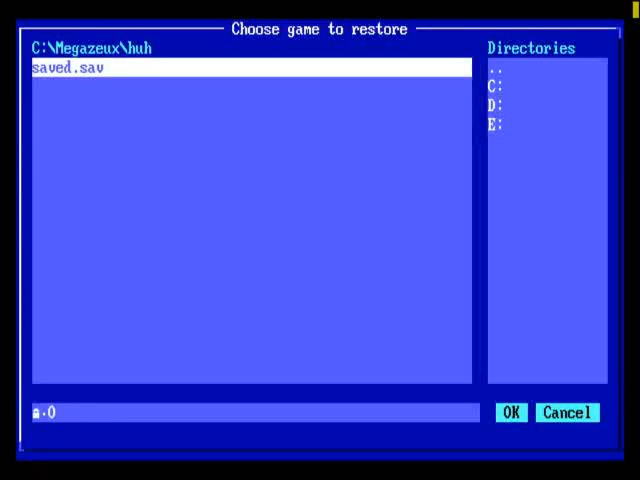 Choose game to restore
C:\Megazeux\huh
Directories
saved.sav
..
C:
D:
E:
OK
Cancel